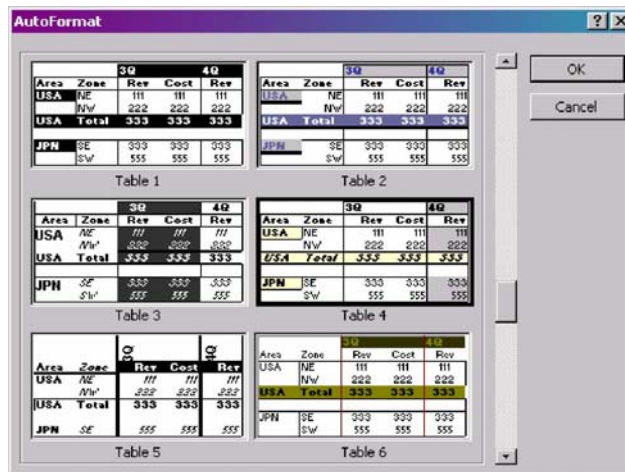 AutoFormat
OK
Cancel
3Q 4Q
Area Zone Rev Cost Rev
USA NE 111 111 111
NW 222 222 222
USA Total 333 333 333
JPN SE 333 333 333
SW 555 555 555
Table 1
3Q 4Q
Area Zone Rev Cost Rev
USA NE 111 111 111
NW 222 222 222
USA Total 333 333 333
JPN SE 333 333 333
SW 555 555 555
Table 2
3Q 4Q
Area Zone Rev Cost Rev
USA NE 111 111 111
NW 222 222 222
USA Total 333 333 333
JPN SE 333 333 333
SW 555 555 555
Table 3
3Q 4Q
Area Zone Rev Cost Rev
USA NE 111 111 111
NW 222 222 222
USA Total 333 333 333
JPN SE 333 333 333
SW 555 555 555
Table 4
3Q 4Q
Area Zone Rev Cost Rev
USA NE 111 111 111
NW 222 222 222
USA Total 333 333 333
JPN SE 555 555 555
Table 5
3Q 4Q
Area Zone Rev Cost Rev
USA NE 111 111 111
NW 222 222 222
USA Total 333 333 333
JPN SE 333 333 333
SW 555 555 555
Table 6